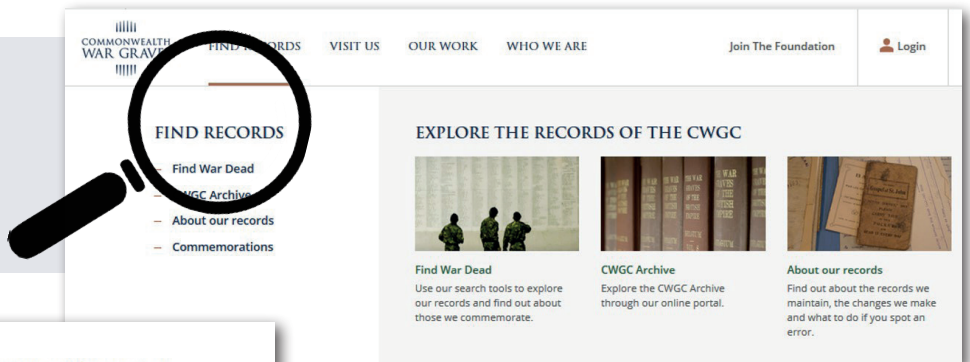 COMMONWEALTH
WAR GRAVES
FIND RECORDS VISIT US OUR WORK WHO WE ARE Join The Foundation Login
FIND RECORDS
– Find War Dead
– CWGC Archive
– About our records
– Commemorations
EXPLORE THE RECORDS OF THE CWGC
Find War Dead
Use our search tools to explore
our records and find out about
those we commemorate.
CWGC Archive
Explore the CWGC Archive
through our online portal.
About our records
Find out about the records we
maintain, the changes we make
and what to do if you spot an
error.